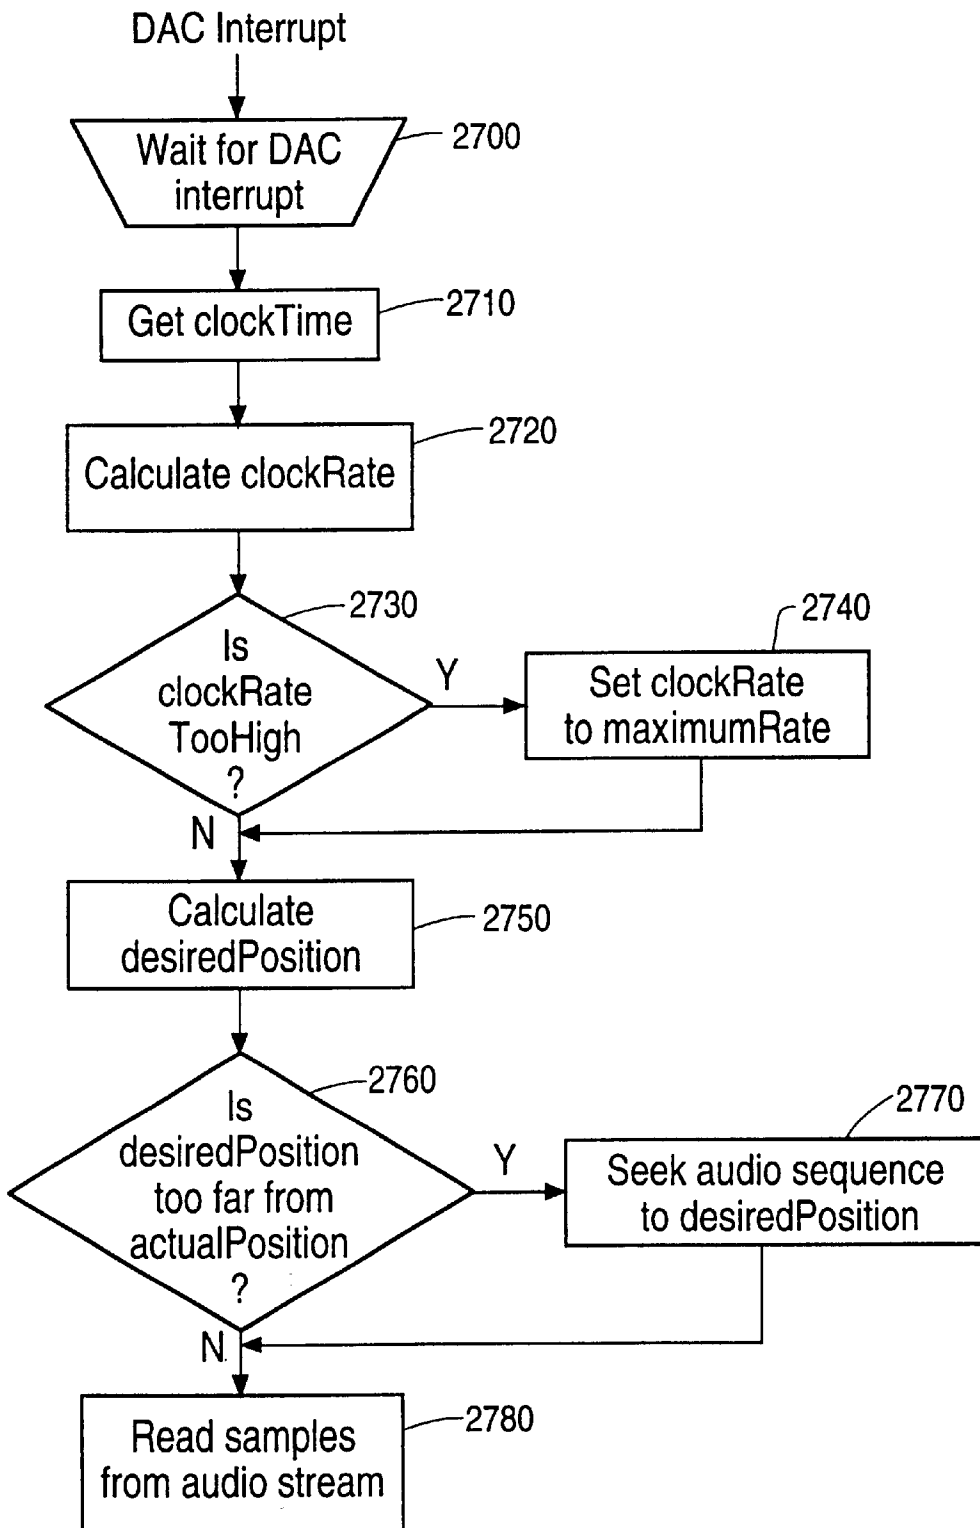 DAC Interrupt
Wait for DAC
interrupt
2700
Get clockTime
2710
Calculate clockRate
2720
Is
clockRate
TooHigh
?
2730
Y
Set clockRate
to maximumRate
2740
N
Calculate
desiredPosition
2750
Is
desiredPosition
too far from
actualPosition
?
2760
Y
Seek audio sequence
to desiredPosition
2770
N
Read samples
from audio stream
2780